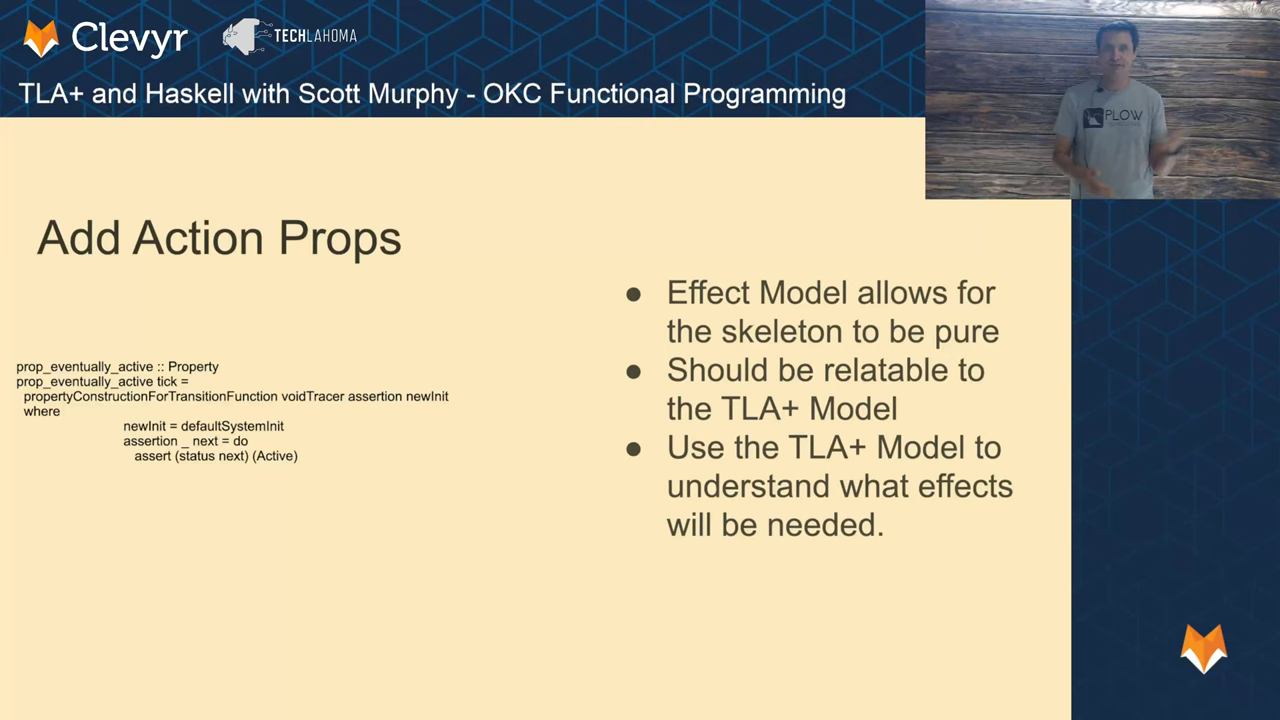 Clevyr
TECHLAHOMA
TLA+ and Haskell with Scott Murphy - OKC Functional Programming
PLOW
Add Action Props
prop_eventually_active :: Property
prop_eventually_active tick =
propertyConstructionForTransitionFunction voidTracer assertion newInit
where
newInit = defaultSystemInit
assertion _ next = do
assert (status next) (Active)
● Effect Model allows for
the skeleton to be pure
● Should be relatable to
the TLA+ Model
● Use the TLA+ Model to
understand what effects
will be needed.